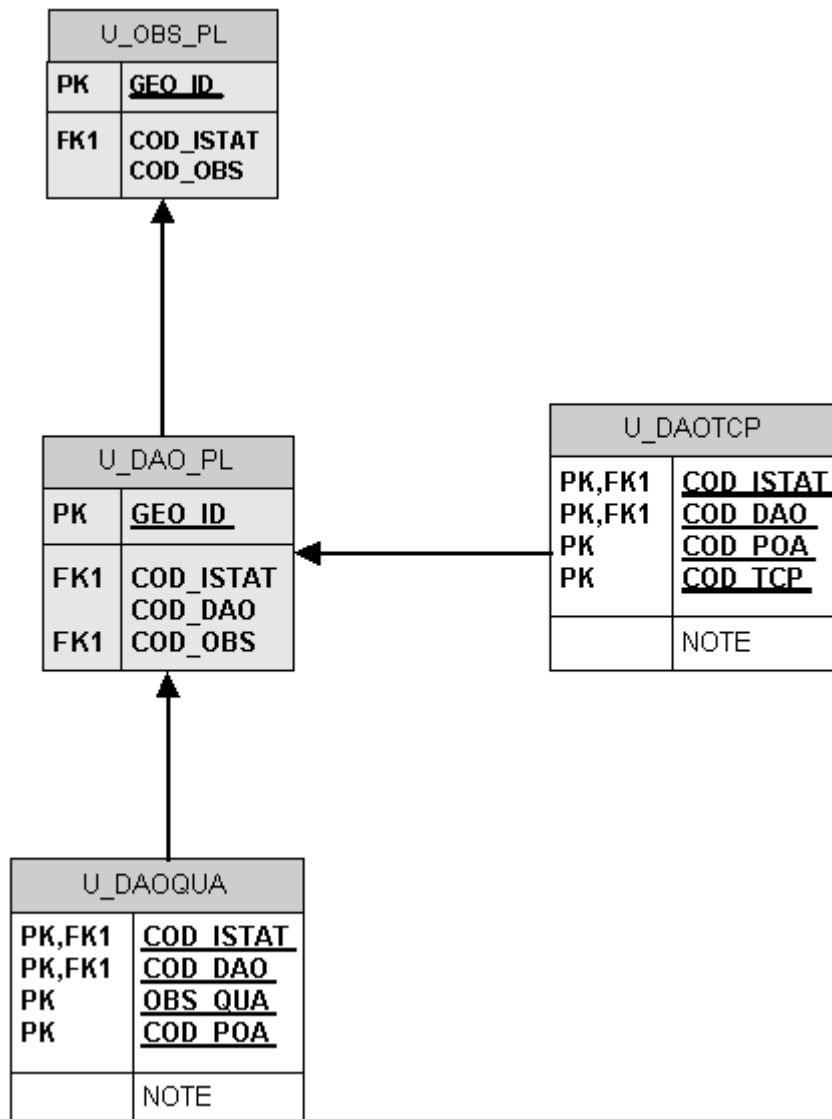 U_OBS_PL
PK GEO_ID
FK1 COD_ISTAT
COD_OBS
U_DAO_PL
PK GEO_ID
FK1 COD_ISTAT
COD_DAO
FK1 COD_OBS
U_DAOTCP
PK,FK1 COD_ISTAT
PK,FK1 COD_DAO
PK COD_POA
PK COD_TCP
NOTE
U_DAOQUA
PK,FK1 COD_ISTAT
PK,FK1 COD_DAO
PK OBS_QUA
PK COD_POA
NOTE